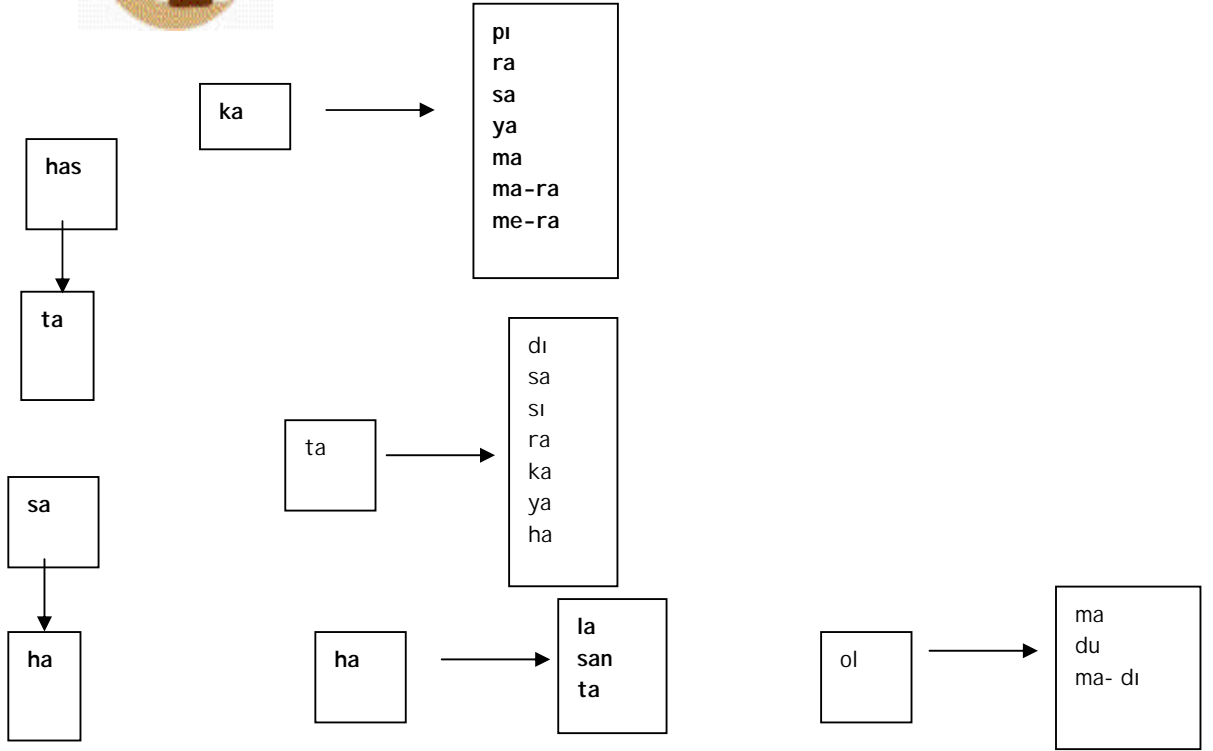 ka
pı
ra
sa
ya
ma
ma-ra
me-ra
has
ta
ta
dı
sa
sı
ra
ka
ya
ha
sa
ha
ha
la
san
ta
ol
ma
du
ma- dı